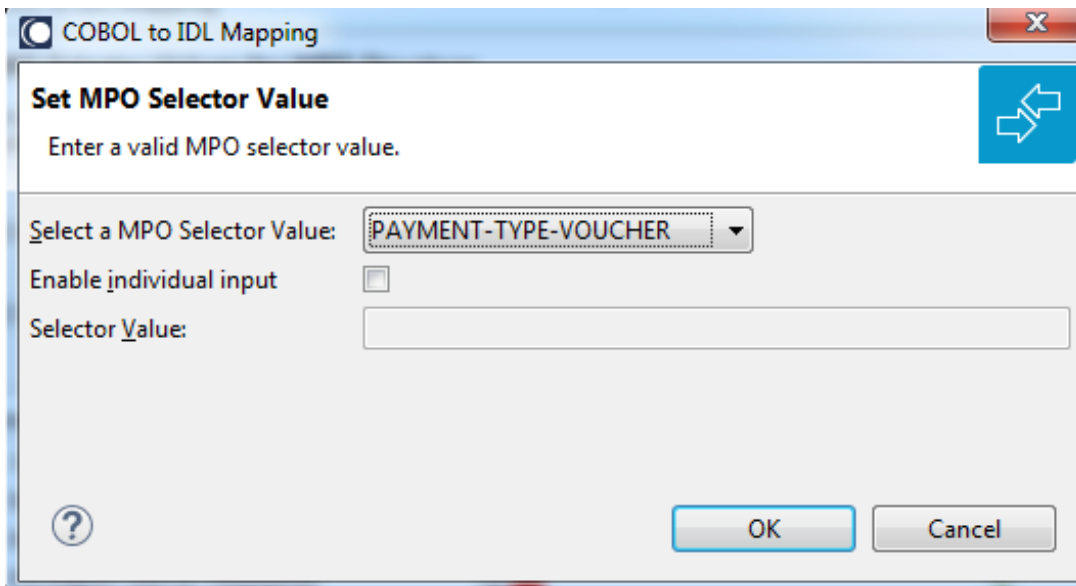 COBOL to IDL Mapping
Set MPO Selector Value
Enter a valid MPO selector value.
Select a MPO Selector Value: PAYMENT-TYPE-VOUCHER
Enable individual input
Selector Value:
? OK Cancel